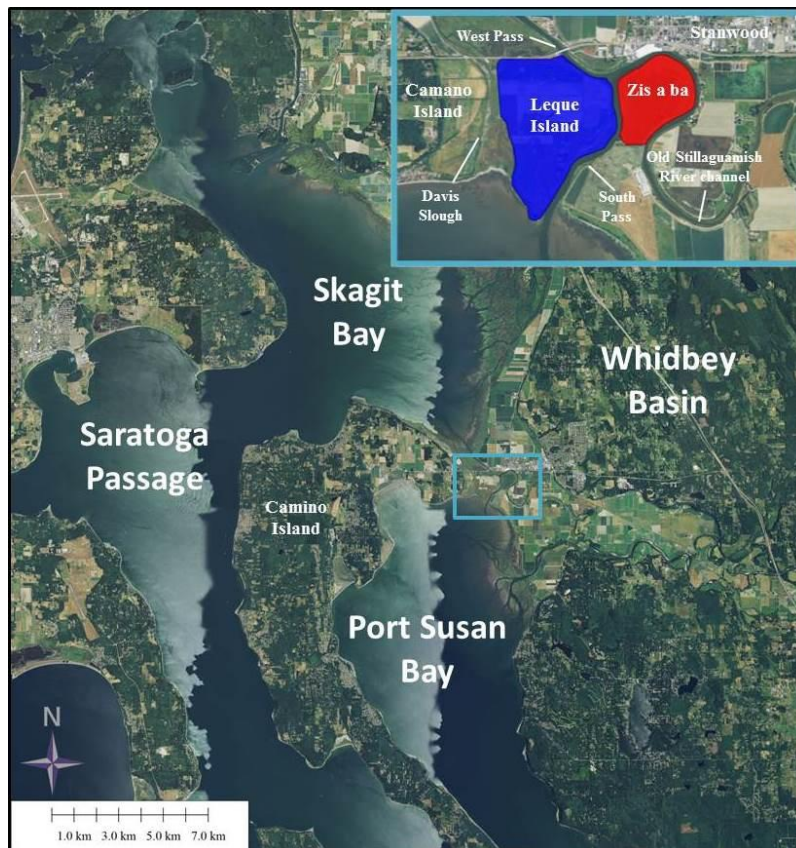 West Pass
Stanwood
Camano
Island
Leque
Island
Zis a ba
Old Stillaguamish
River channel
Davis
Slough
South
Pass
Skagit
Bay
Whidbey
Basin
Saratoga
Passage
Camino
Island
Port Susan
Bay
N
1.0 km 3.0 km 5.0 km 7.0 km